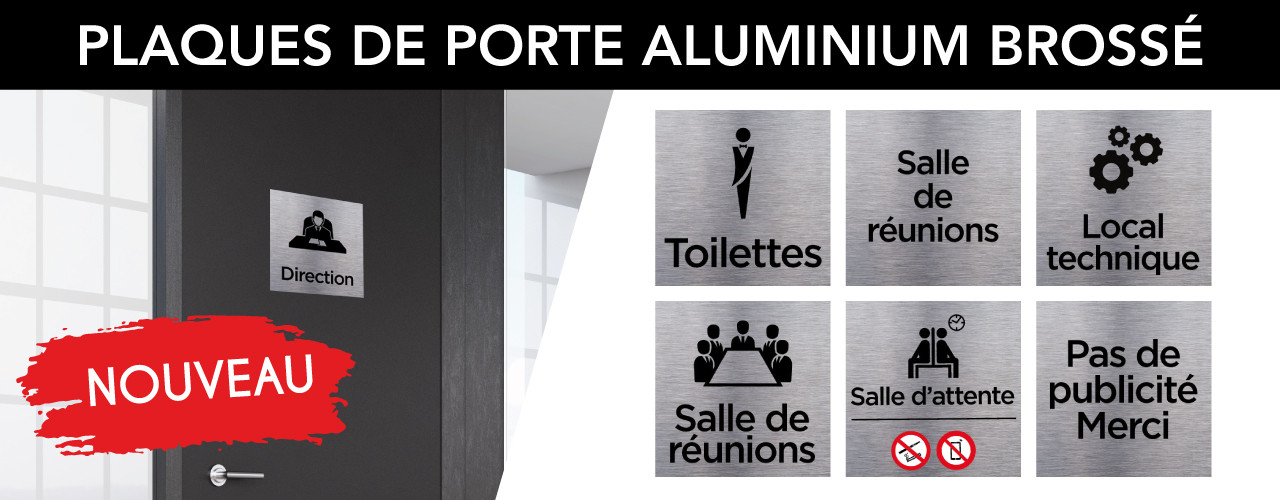 PLAQUES DE PORTE ALUMINIUM BROSSÉ
Direction
NOUVEAU
Toilettes
Salle
de
réunions
Local
technique
Salle de
réunions
Salle d'attente
Pas de
publicité
Merci